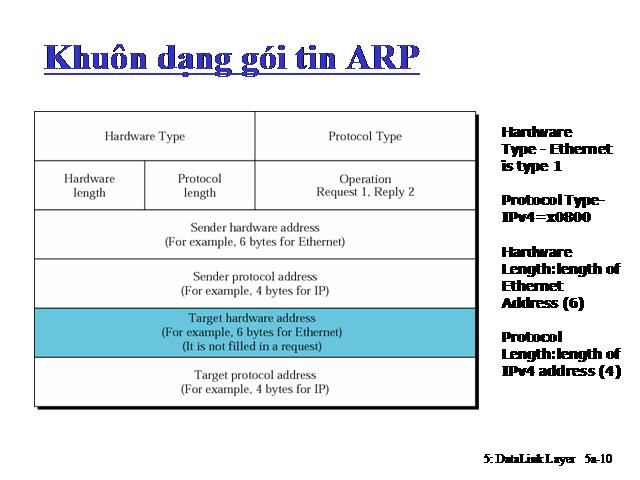 Khuôn dạng gói tin ARP
Hardware Type
Protocol Type
Hardware
length
Protocol
length
Operation
Request 1, Reply 2
Sender hardware address
(For example, 6 bytes for Ethernet)
Sender protocol address
(For example, 4 bytes for IP)
Target hardware address
(For example, 6 bytes for Ethernet)
(It is not filled in a request)
Target protocol address
(For example, 4 bytes for IP)
Hardware
Type - Ethernet
is type 1
Protocol Type-
IPv4=x0800
Hardware
Length:length of
Ethernet
Address (6)
Protocol
Length:length of
IPv4 address (4)
5: DataLink Layer 5a-10